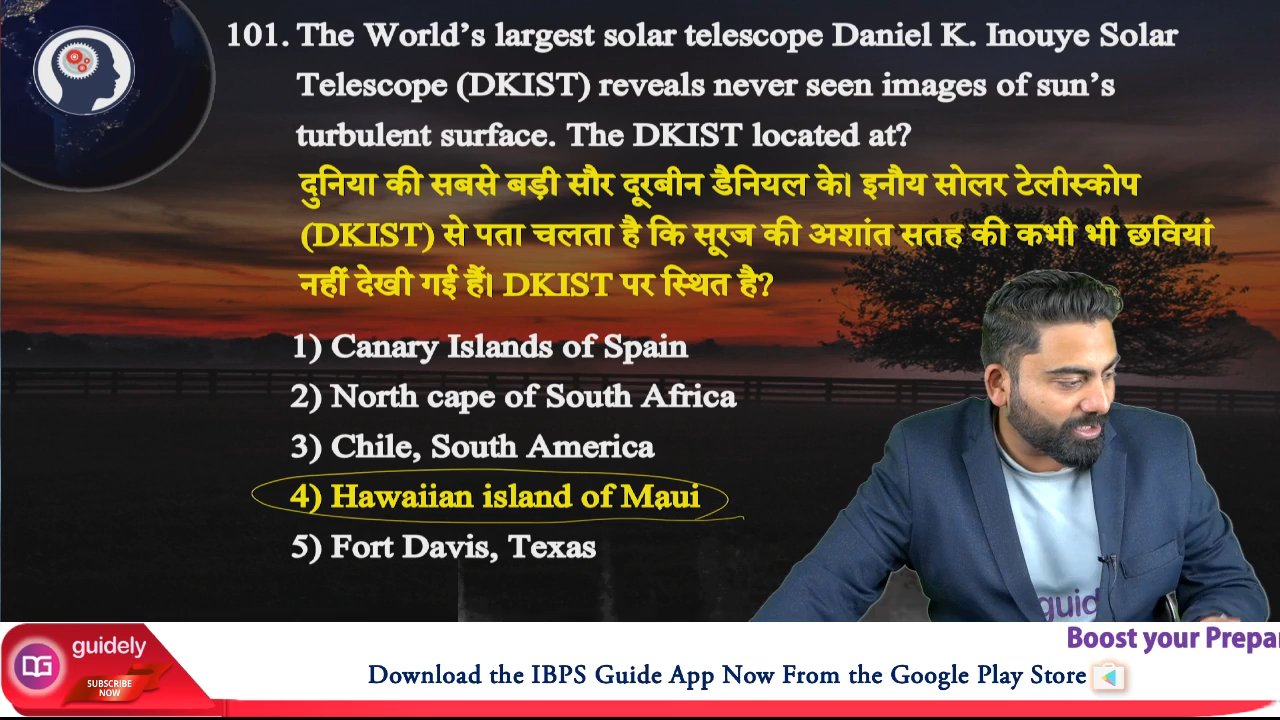 101. The World's largest solar telescope Daniel K. Inouye Solar
Telescope (DKIST) reveals never seen images of sun's
turbulent surface. The DKIST located at?
दुनिया की सबसे बड़ी सौर दूरबीन डैनियल के। इनौय सोलर टेलीस्कोप
(DKIST) से पता चलता है कि सूरज की अशांत सतह की कभी भी छवियां
नहीं देखी गई हैं। DKIST पर स्थित है?
1) Canary Islands of Spain
2) North cape of South Africa
3) Chile, South America
4) Hawaiian island of Maui
5) Fort Davis, Texas
guid
Boost your Prepar
guidely
SUBSCRIBE
NOW
Download the IBPS Guide App Now From the Google Play Store